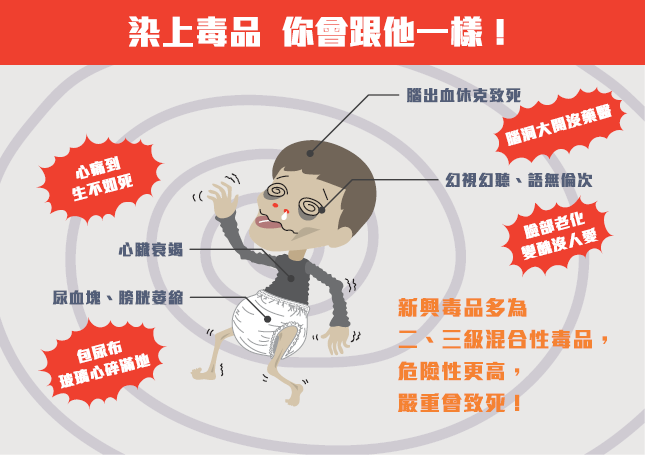 染上毒品 你會跟他一樣！
腦出血休克致死
腦洞大開沒藥醫
心痛到
生不如死
幻視幻聽、語無倫次
臉部老化
變醜沒人愛
心臟衰竭
尿血塊、膀胱萎縮
包尿布
玻璃心碎滿地
新興毒品多為
二、三級混合性毒品，
危險性更高，
嚴重會致死！